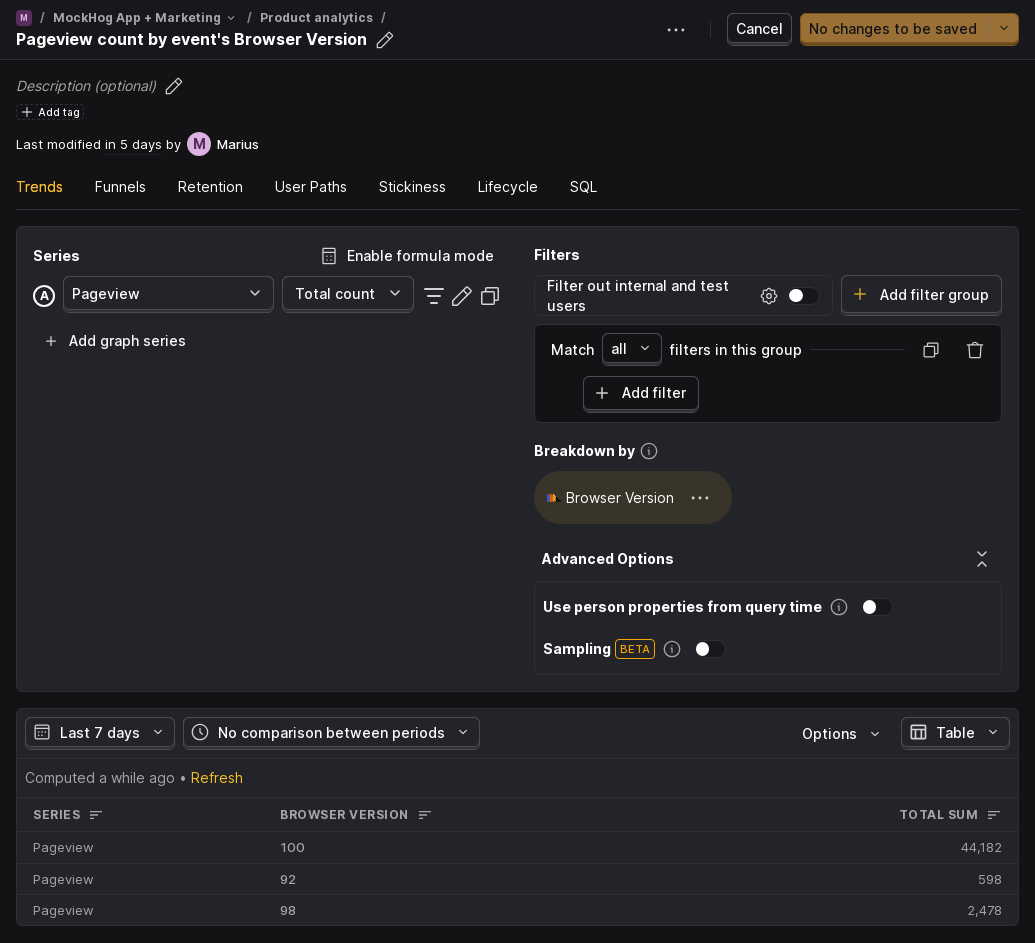 M / MockHog App + Marketing / Product analytics /
Pageview count by event's Browser Version
Cancel
No changes to be saved
Description (optional)
Add tag
Last modified in 5 days by M Marius
Trends Funnels Retention User Paths Stickiness Lifecycle SQL
Series
Enable formula mode
A Pageview Total count
Add graph series
Filters
Filter out internal and test
users
Add filter group
Match all filters in this group
Add filter
Breakdown by
Browser Version
Advanced Options
Use person properties from query time
Sampling BETA
Last 7 days No comparison between periods Options Table
Computed a while ago • Refresh
SERIES BROWSER VERSION TOTAL SUM
Pageview 100 44,182
Pageview 92 598
Pageview 98 2,478